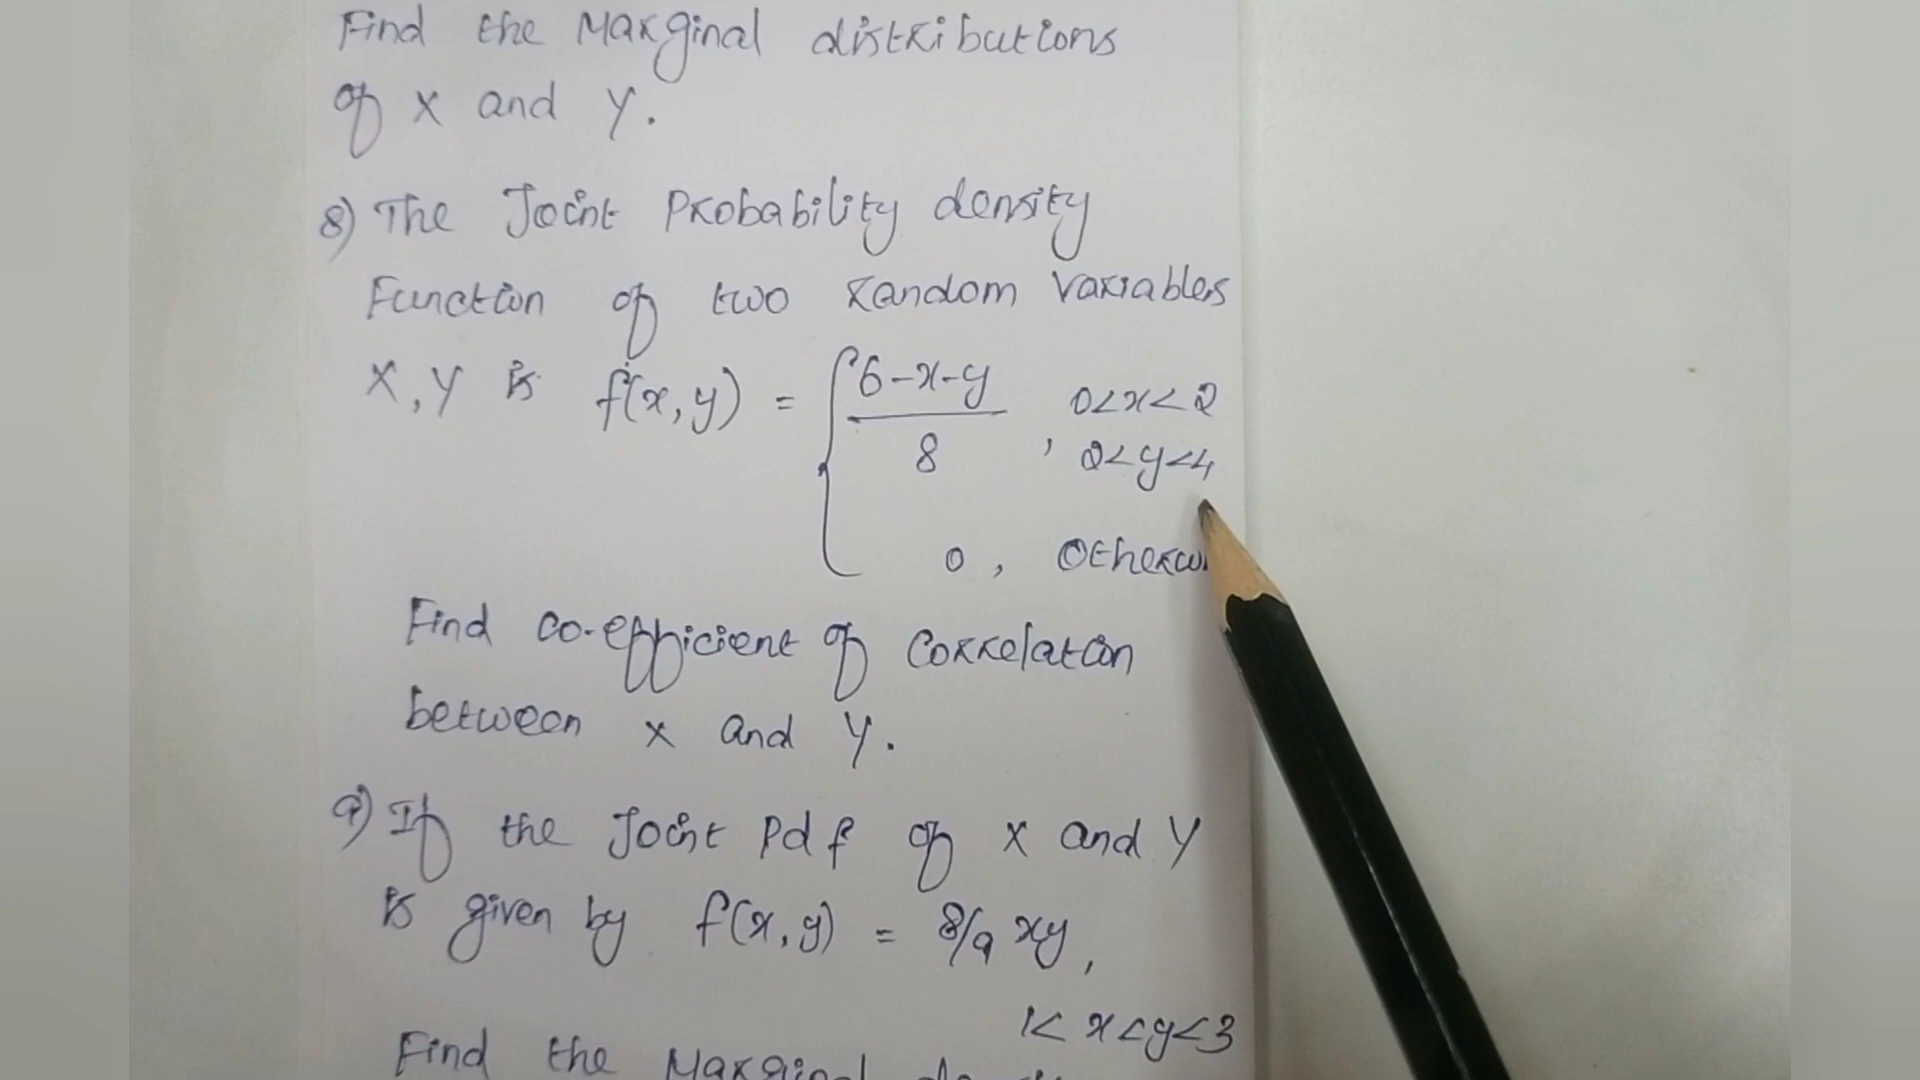 Find the Marginal distributions
of X and Y.
8) The Joint Probability density
Function of two random variables
X, Y is f(x, y) = { 6-x-y / 8 , 0<x<2
2<y<4
0 ,
Find co-efficient of Correlation
between X and Y.
9) If the Joint Pdf of X and Y
is given by f(x, y) = 8/9 xy,
1< x<y<3
Find the Marginal